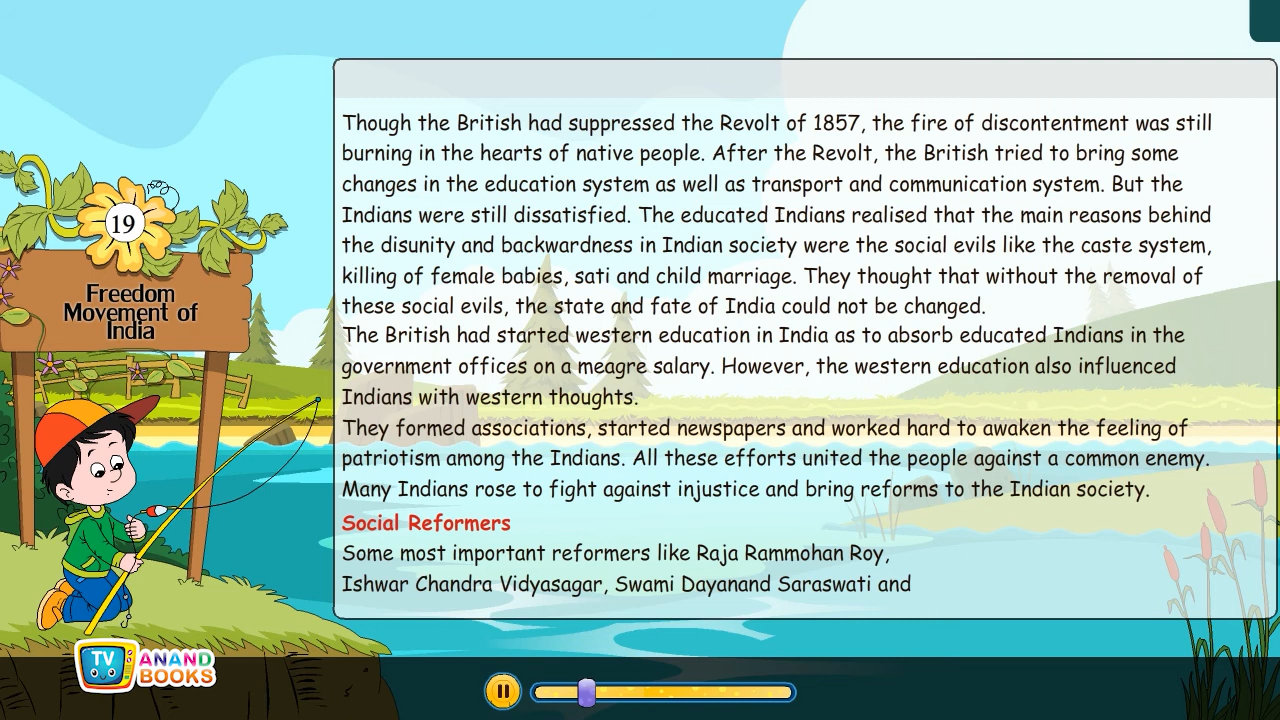 19
Freedom
Movement of
India
Though the British had suppressed the Revolt of 1857, the fire of discontentment was still
burning in the hearts of native people. After the Revolt, the British tried to bring some
changes in the education system as well as transport and communication system. But the
Indians were still dissatisfied. The educated Indians realised that the main reasons behind
the disunity and backwardness in Indian society were the social evils like the caste system,
killing of female babies, sati and child marriage. They thought that without the removal of
these social evils, the state and fate of India could not be changed.
The British had started western education in India as to absorb educated Indians in the
government offices on a meagre salary. However, the western education also influenced
Indians with western thoughts.
They formed associations, started newspapers and worked hard to awaken the feeling of
patriotism among the Indians. All these efforts united the people against a common enemy.
Many Indians rose to fight against injustice and bring reforms to the Indian society.
Social Reformers
Some most important reformers like Raja Rammohan Roy,
Ishwar Chandra Vidyasagar, Swami Dayanand Saraswati and
TV
ANAND
BOOKS